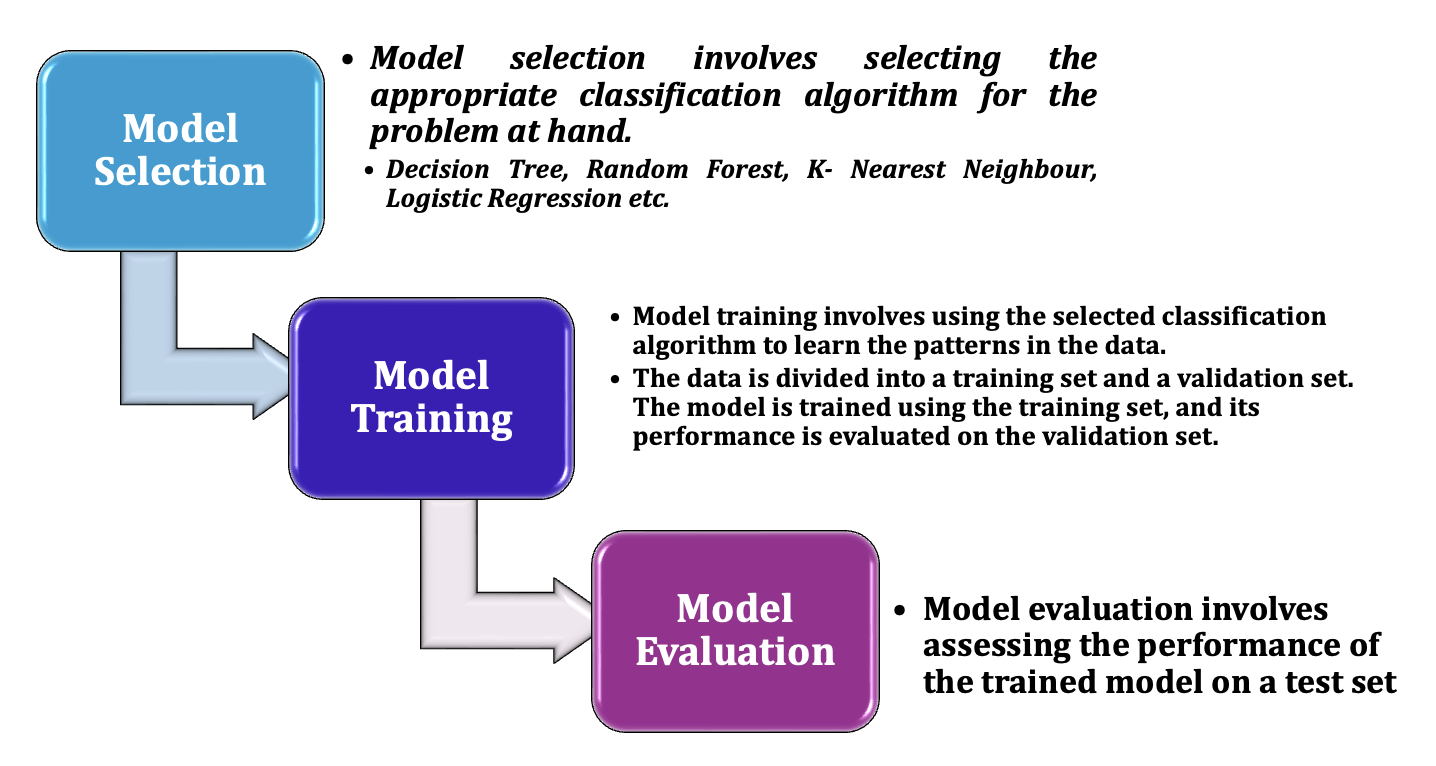 Model
Selection
• Model selection involves selecting the
appropriate classification algorithm for the
problem at hand.
• Decision Tree, Random Forest, K- Nearest Neighbour,
Logistic Regression etc.
Model
Training
• Model training involves using the selected classification
algorithm to learn the patterns in the data.
• The data is divided into a training set and a validation set.
The model is trained using the training set, and its
performance is evaluated on the validation set.
Model
Evaluation
• Model evaluation involves
assessing the performance of
the trained model on a test set